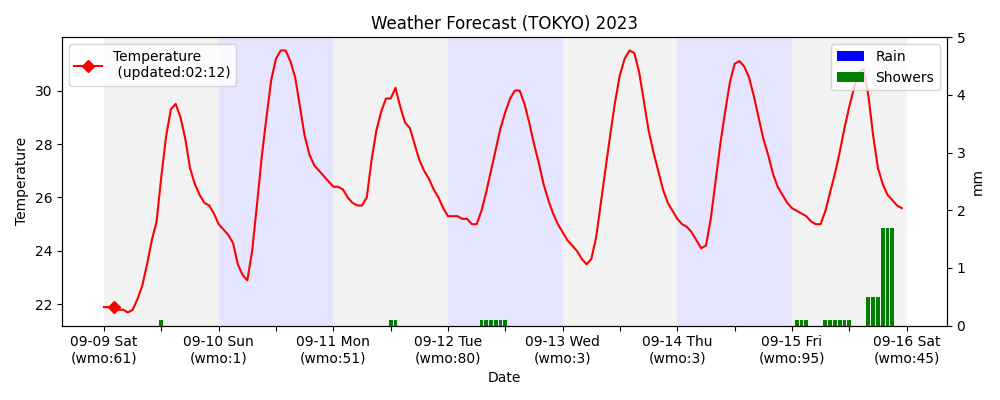 Weather Forecast (TOKYO) 2023
Temperature
(updated:02:12)
Rain
Showers
Temperature
30
28
26
24
22
5
4
3
2
1
0
mm
09-09 Sat
(wmo:61)
09-10 Sun
(wmo:1)
09-11 Mon
(wmo:51)
09-12 Tue
(wmo:80)
09-13 Wed
(wmo:3)
09-14 Thu
(wmo:3)
09-15 Fri
(wmo:95)
09-16 Sat
(wmo:45)
Date